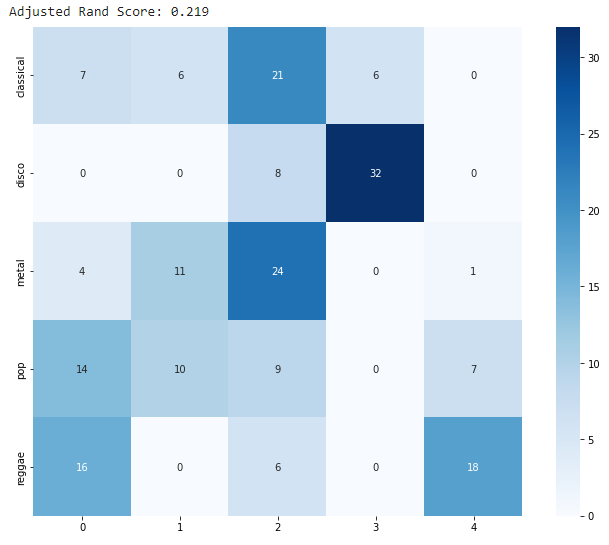 Adjusted Rand Score: 0.219
classical 7 6 21 6 0
disco 0 0 8 32 0
metal 4 11 24 0 1
pop 14 10 9 0 7
reggae 16 0 6 0 18
0 1 2 3 4
30
25
20
15
10
5
0